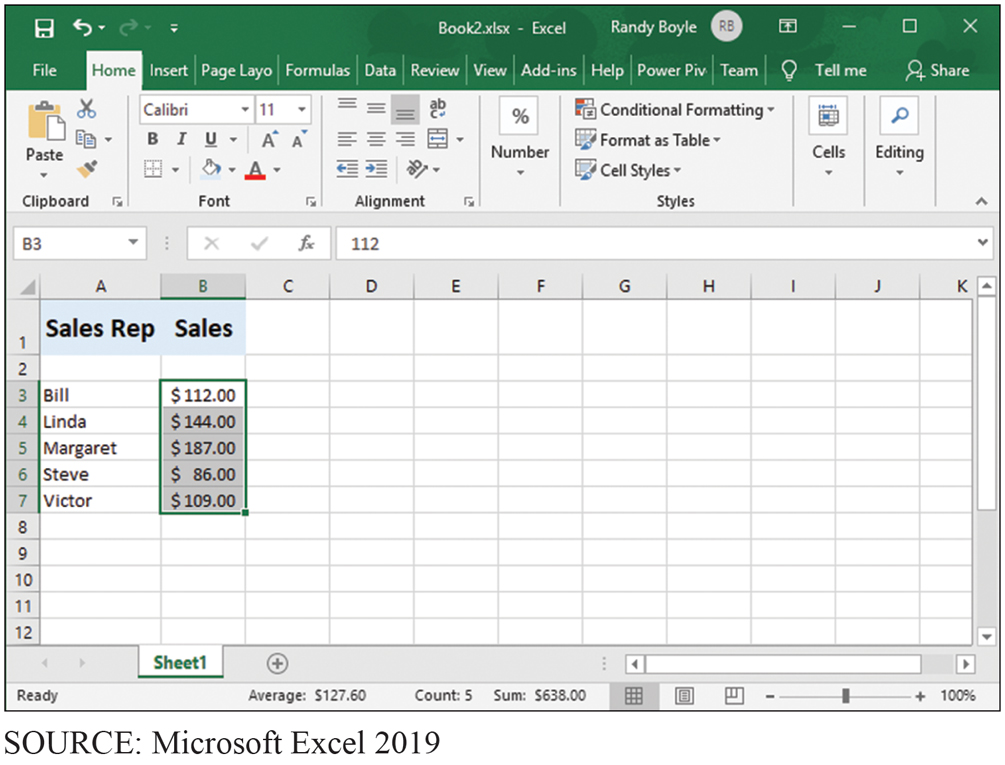 Book2.xlsx - Excel Randy Boyle RB
File Home Insert Page Layo Formulas Data Review View Add-ins Help Power Piv Team Tell me Share
Paste
Clipboard
Calibri 11
B I U A A
A
Font
ab
Alignment
%
Number
Conditional Formatting
Format as Table
Cell Styles
Styles
Cells
Editing
B3 fx 112
A B C D E F G H I J K
1 Sales Rep Sales
2
3 Bill $ 112.00
4 Linda $ 144.00
5 Margaret $ 187.00
6 Steve $ 86.00
7 Victor $ 109.00
8
9
10
11
12
Sheet1
Ready Average: $127.60 Count: 5 Sum: $638.00 100%
SOURCE: Microsoft Excel 2019